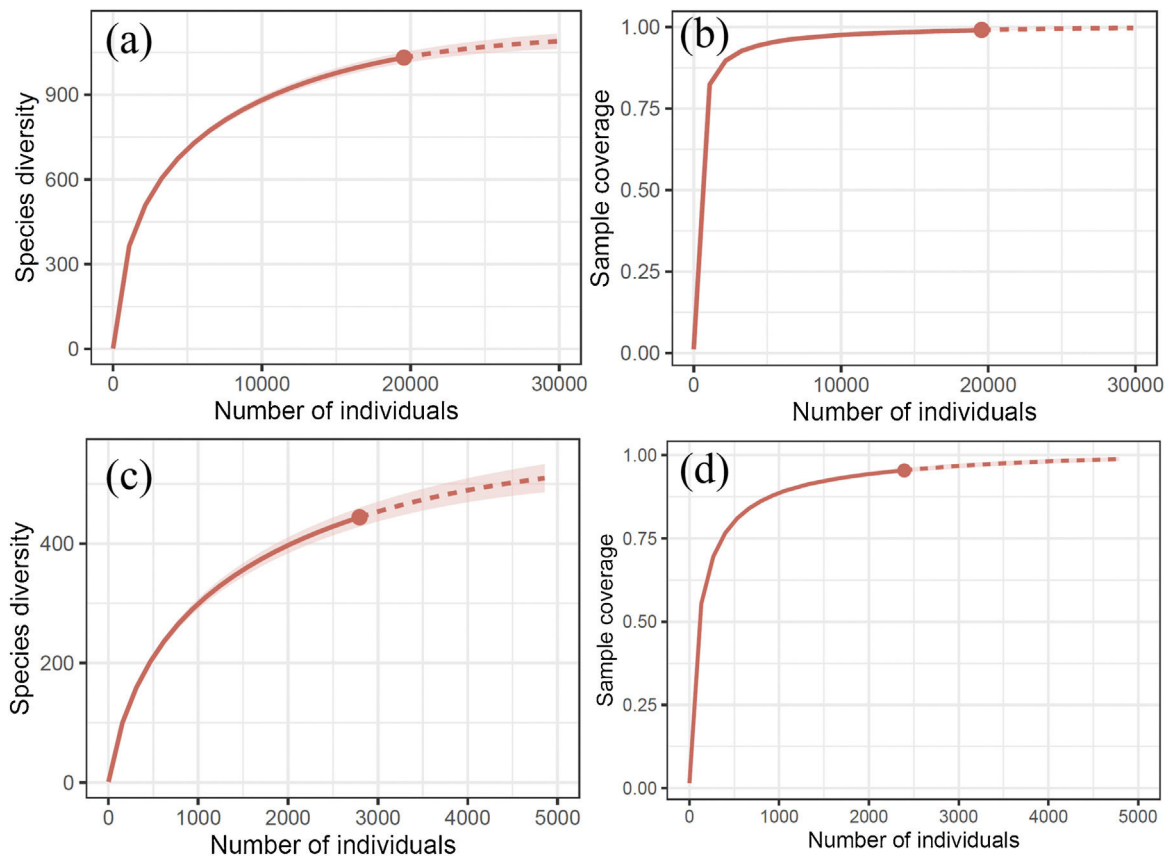 (a)
Species diversity
900
600
300
0
0 10000 20000 30000
Number of individuals
(b)
Sample coverage
1.00
0.75
0.50
0.25
0.00
0 10000 20000 30000
Number of individuals
(c)
Species diversity
400
200
0
0 1000 2000 3000 4000 5000
Number of individuals
(d)
Sample coverage
1.00
0.75
0.50
0.25
0.00
0 1000 2000 3000 4000 5000
Number of individuals